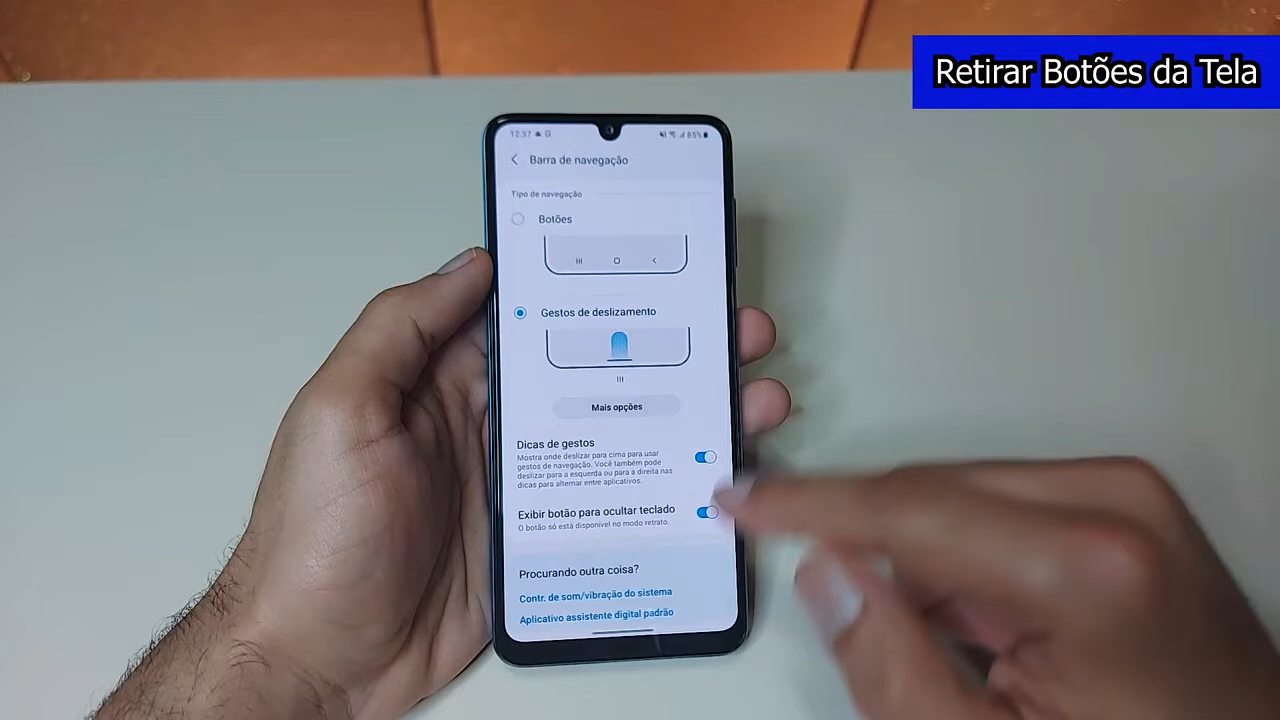 Retirar Botões da Tela
12:37
85%
Barra de navegação
Tipo de navegação
Botões
Gestos de deslizamento
Mais opções
Dicas de gestos
Mostra onde deslizar para cima para usar
gestos de navegação. Você também pode
deslizar para a esquerda ou para a direita nas
dicas para alternar entre aplicativos.
Exibir botão para ocultar teclado
O botão só está disponível no modo retrato.
Procurando outra coisa?
Contr. de som/vibração do sistema
Aplicativo assistente digital padrão